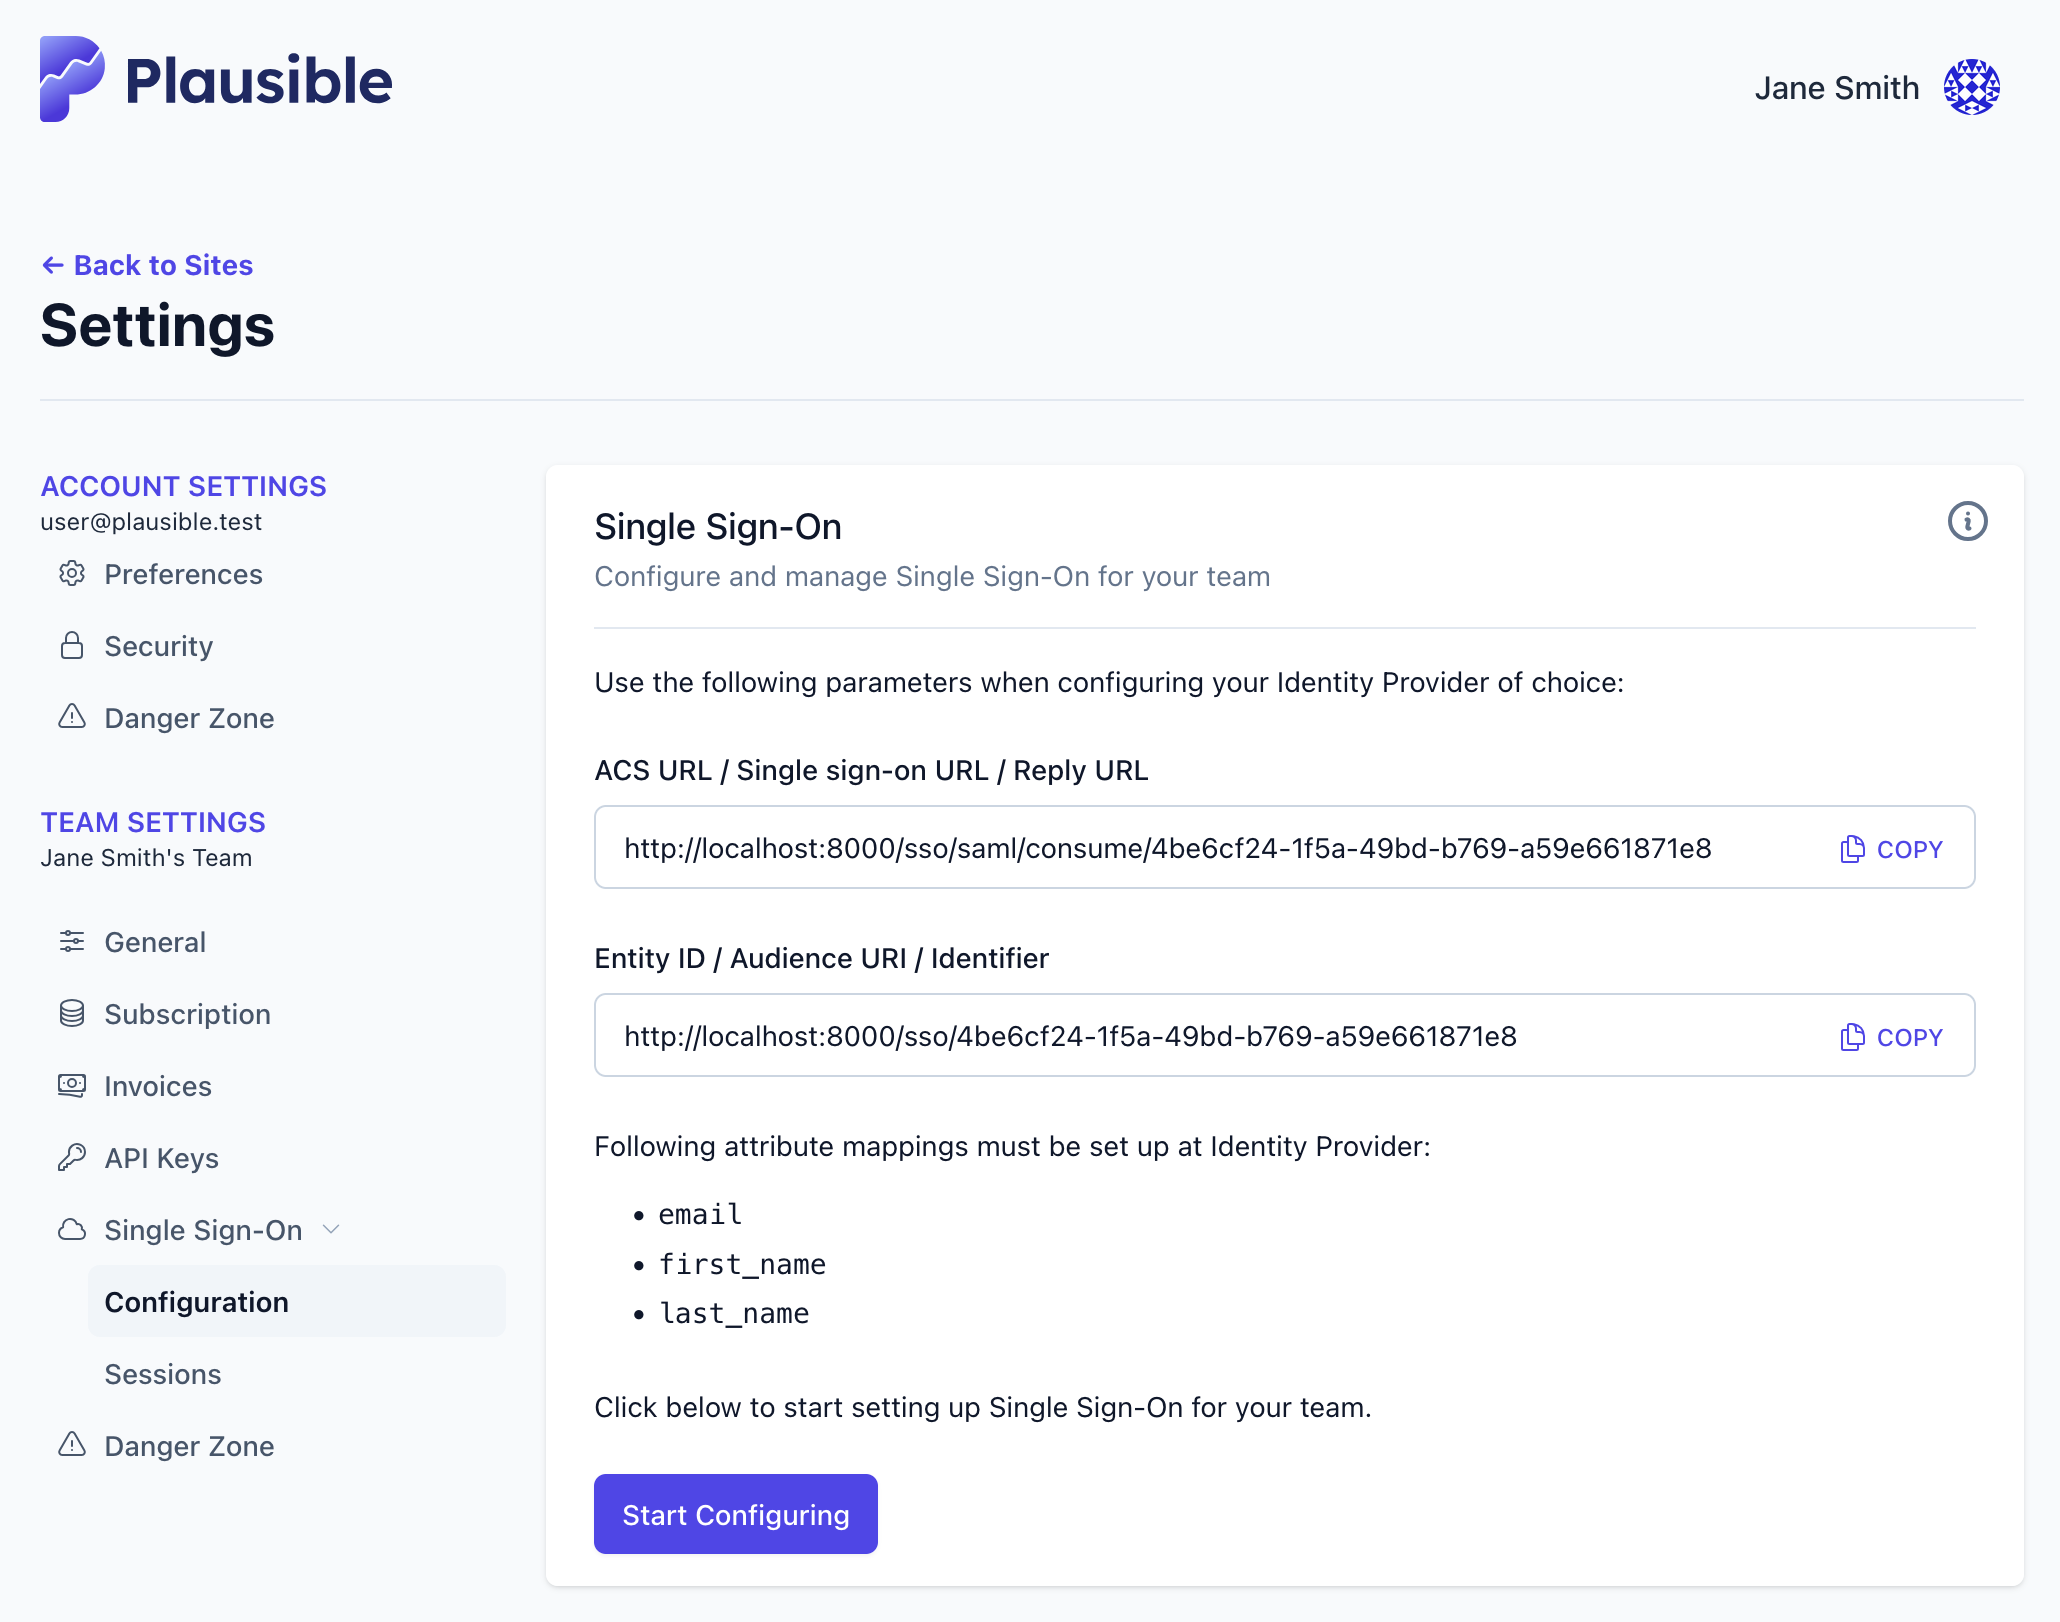 Plausible
Jane Smith
← Back to Sites
Settings
ACCOUNT SETTINGS
user@plausible.test
Preferences
Security
Danger Zone
TEAM SETTINGS
Jane Smith's Team
General
Subscription
Invoices
API Keys
Single Sign-On
Configuration
Sessions
Danger Zone
Single Sign-On
Configure and manage Single Sign-On for your team
Use the following parameters when configuring your Identity Provider of choice:
ACS URL / Single sign-on URL / Reply URL
http://localhost:8000/sso/saml/consume/4be6cf24-1f5a-49bd-b769-a59e661871e8 COPY
Entity ID / Audience URI / Identifier
http://localhost:8000/sso/4be6cf24-1f5a-49bd-b769-a59e661871e8 COPY
Following attribute mappings must be set up at Identity Provider:
• email
• first_name
• last_name
Click below to start setting up Single Sign-On for your team.
Start Configuring